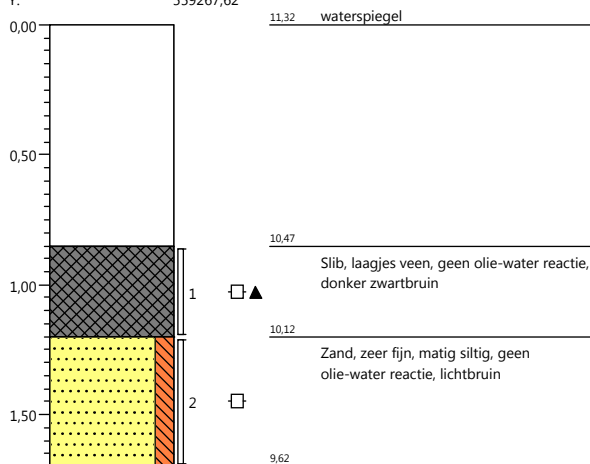 Y: 559267,62
11,32 waterspiegel
0,00
0,50
10,47
Slib, laagjes veen, geen olie-water reactie,
donker zwartbruin
1,00
1
10,12
Zand, zeer fijn, matig siltig, geen
olie-water reactie, lichtbruin
2
1,50
9,62